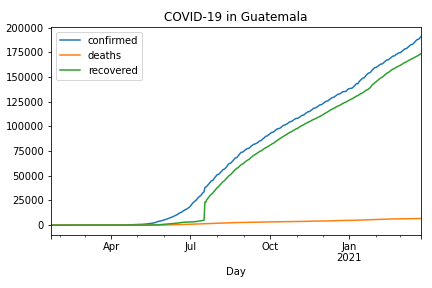 COVID-19 in Guatemala
confirmed
deaths
recovered
200000
175000
150000
125000
100000
75000
50000
25000
0
Apr
Jul
Oct
Jan
2021
Day